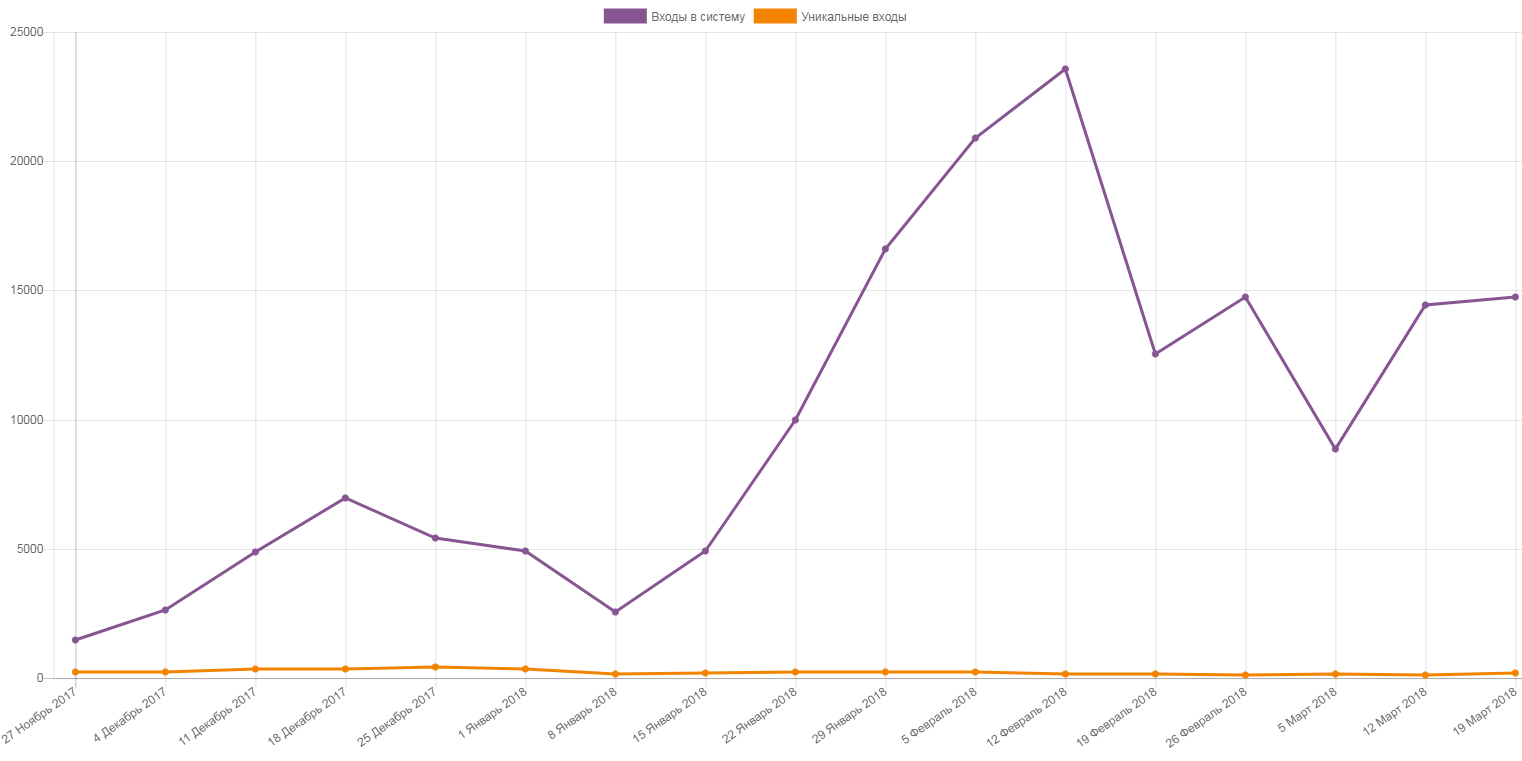 Входы в систему Уникальные входы
25000
20000
15000
10000
5000
0
27 Ноябрь 2017
4 Декабрь 2017
11 Декабрь 2017
18 Декабрь 2017
25 Декабрь 2017
1 Январь 2018
8 Январь 2018
15 Январь 2018
22 Январь 2018
29 Январь 2018
5 Февраль 2018
12 Февраль 2018
19 Февраль 2018
26 Февраль 2018
5 Март 2018
12 Март 2018
19 Март 2018